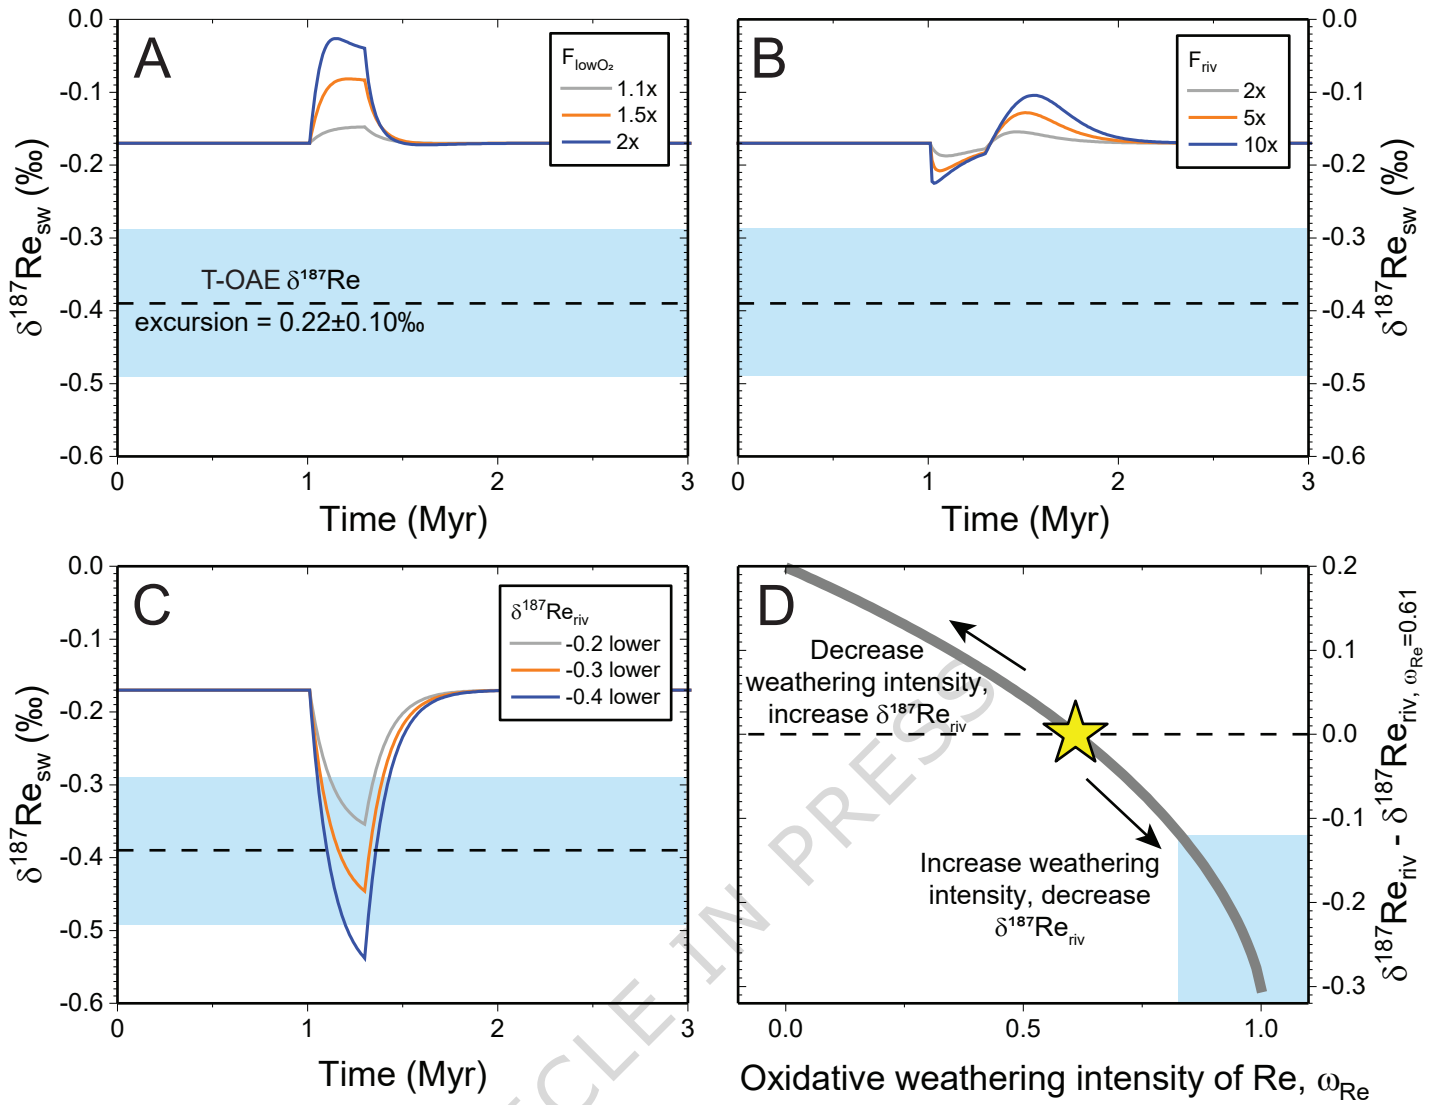 A
0.0
-0.1
-0.2
-0.3
-0.4
-0.5
-0.6
δ¹⁸⁷Re_sw (‰)
F_lowO₂
1.1x
1.5x
2x
T-OAE δ¹⁸⁷Re
excursion = 0.22±0.10‰
0
1
2
3
Time (Myr)
B
F_riv
2x
5x
10x
0.0
-0.1
-0.2
-0.3
-0.4
-0.5
-0.6
δ¹⁸⁷Re_sw (‰)
0
1
2
3
Time (Myr)
C
0.0
-0.1
-0.2
-0.3
-0.4
-0.5
-0.6
δ¹⁸⁷Re_sw (‰)
δ¹⁸⁷Re_riv
-0.2 lower
-0.3 lower
-0.4 lower
0
1
2
3
Time (Myr)
D
Decrease
weathering intensity,
increase δ¹⁸⁷Re_riv
Increase weathering
intensity, decrease
δ¹⁸⁷Re_riv
0.2
0.1
0.0
-0.1
-0.2
-0.3
δ¹⁸⁷Re_riv - δ¹⁸⁷Re_riv, ω_Re=0.61
0.0
0.5
1.0
Oxidative weathering intensity of Re, ω_Re
CLE IN PRESS